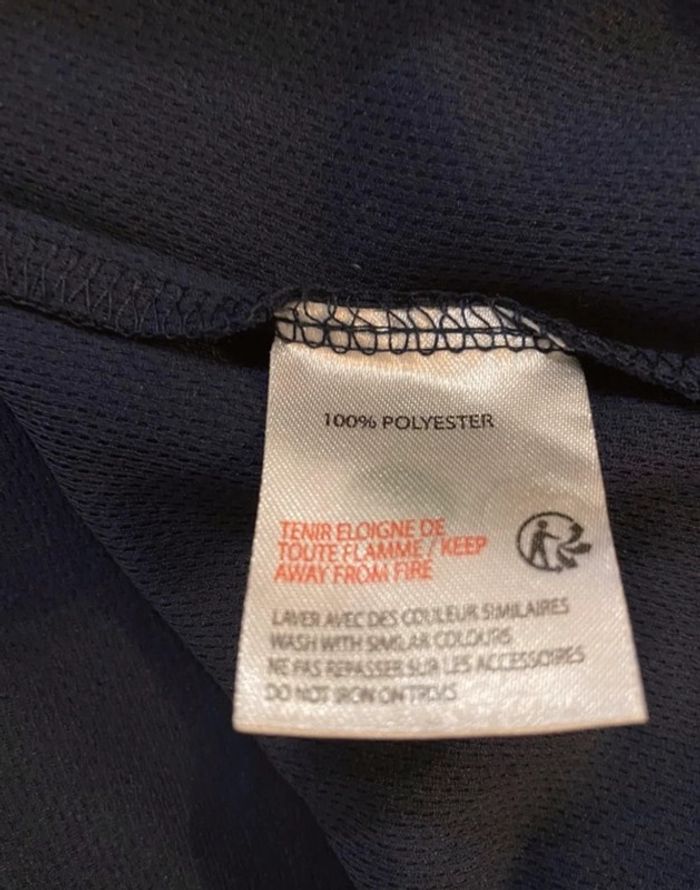 100% POLYESTER
TENIR ELOIGNE DE
TOUTE FLAMME / KEEP
AWAY FROM FIRE
LAVER AVEC DES COULEUR SIMILAIRES
WASH WITH SIMILAR COLOURS
NE PAS REPASSER SUR LES ACCESSOIRES
DO NOT IRON ON TRIMS